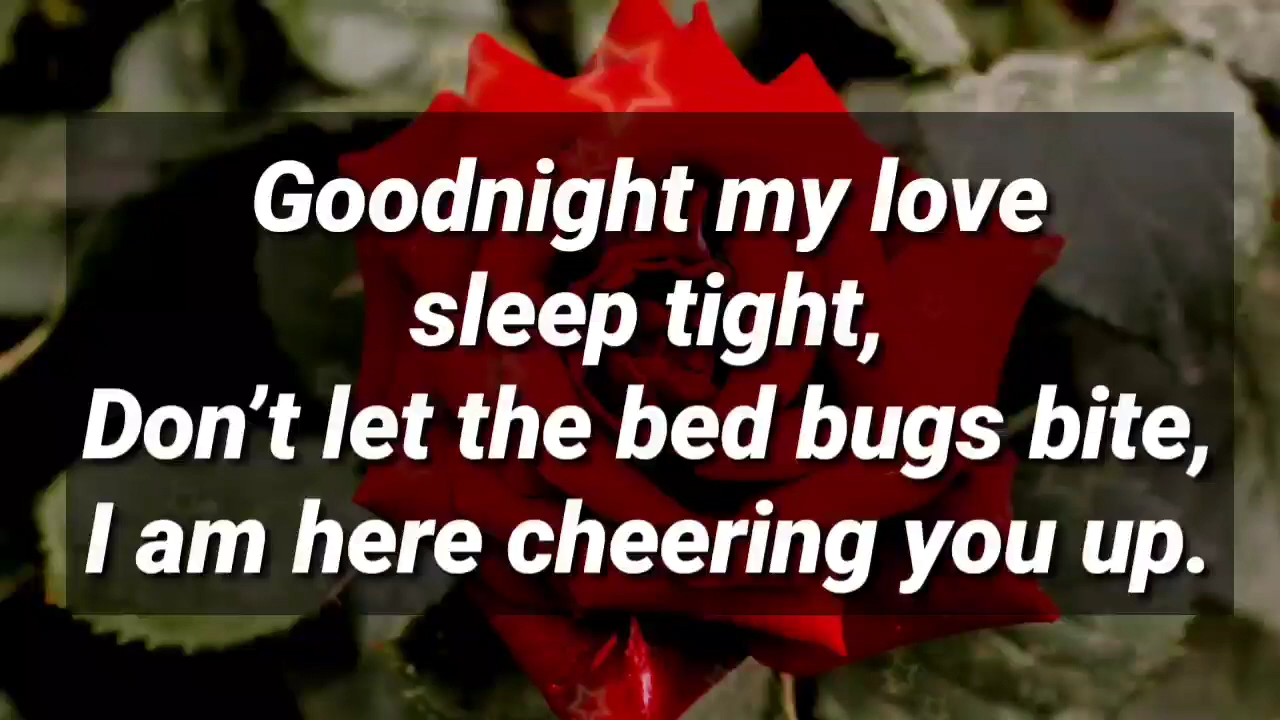 Goodnight my love
sleep tight,
Don’t let the bed bugs bite,
I am here cheering you up.